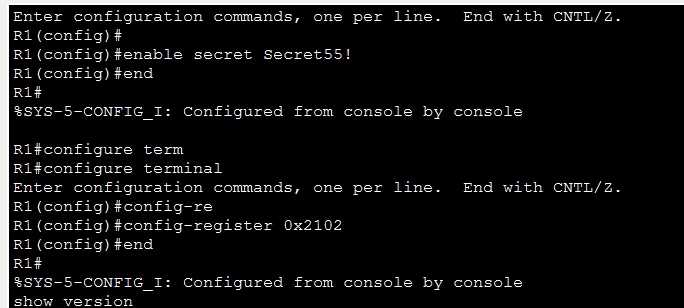 Enter configuration commands, one per line.  End with CNTL/Z.
R1(config)#
R1(config)#enable secret Secret55!
R1(config)#end
R1#
%SYS-5-CONFIG_I: Configured from console by console
R1#configure term
R1#configure terminal
Enter configuration commands, one per line.  End with CNTL/Z.
R1(config)#config-re
R1(config)#config-register 0x2102
R1(config)#end
R1#
%SYS-5-CONFIG_I: Configured from console by console
show version